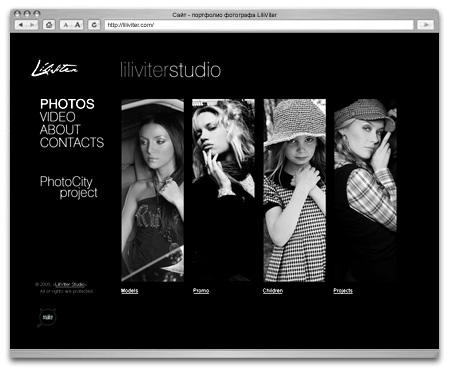 Сайт - портфолио фотографа LiliViter
http://liliviter.com/
LiliViter
liliviterstudio
PHOTOS
VIDEO
ABOUT
CONTACTS
PhotoCity
project
Models
Promo
Children
Projects
© 2005, «LiliViter Studio»
All of rights are protected